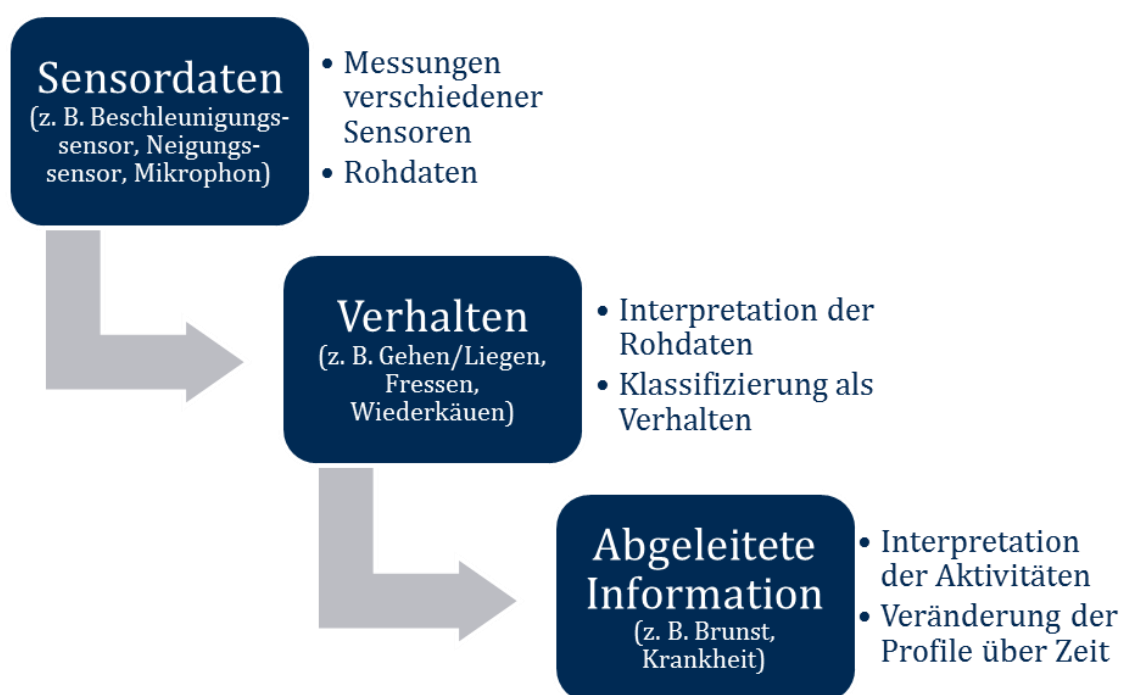 Sensordaten
(z. B. Beschleunigungs-
sensor, Neigungs-
sensor, Mikrophon)
• Messungen
verschiedener
Sensoren
• Rohdaten
Verhalten
(z. B. Gehen/Liegen,
Fressen,
Wiederkäuen)
• Interpretation der
Rohdaten
• Klassifizierung als
Verhalten
Abgeleitete
Information
(z. B. Brunst,
Krankheit)
• Interpretation
der Aktivitäten
• Veränderung der
Profile über Zeit